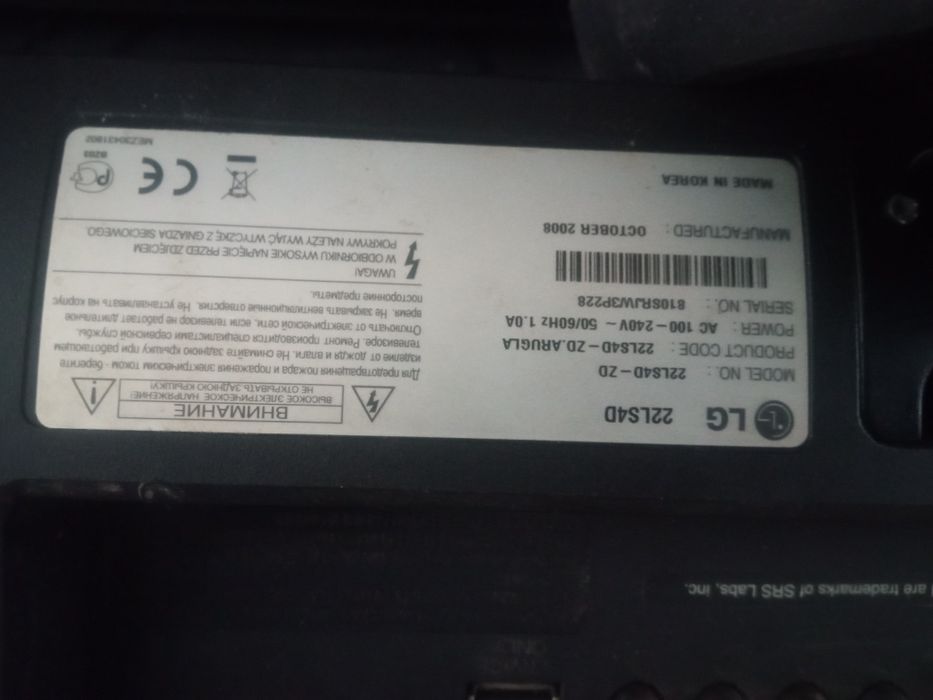 LG 22LS4D
MODEL NO. : 22LS4D-ZD
PRODUCT CODE : 22LS4D-ZD.ARUGLA
POWER : AC 100-240V~ 50/60Hz 1.0A
SERIAL NO. : 810SRJW3P228
MANUFACTURED : OCTOBER 2008
MADE IN KOREA
ВНИМАНИЕ
ВЫСОКОЕ ЭЛЕКТРИЧЕСКОЕ НАПРЯЖЕНИЕ!
НЕ ОТКРЫВАТЬ ЗАДНЮЮ КРЫШКУ!
Для предотвращения пожара и поражения электрическим током - берегите
изделие от дождя и влаги. Не снимайте заднюю крышку при работающем
телевизоре. Ремонт производится специалистами сервисной службы.
Отключать от электрической сети, если телевизор не работает длительное
время. Не закрывать вентиляционные отверстия. Не устанавливать на корпус
посторонние предметы.
UWAGA!
W ODBIORNIKU WYSOKIE NAPIĘCIE PRZED ZDJĘCIEM
POKRYWY NALEŻY WYJĄĆ WTYCZKĘ Z GNIAZDA SIECIOWEGO.
CE PC
BZ03
MEZ30431802
are trademarks of SRS Labs, Inc.